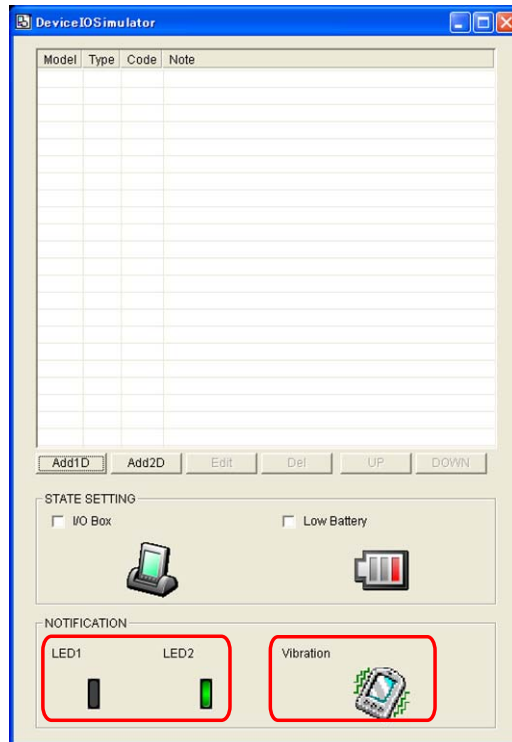 DeviceIOSimulator
Model Type Code Note
Add1D Add2D Edit Del UP DOWN
STATE SETTING
I/O Box Low Battery
NOTIFICATION
LED1 LED2 Vibration